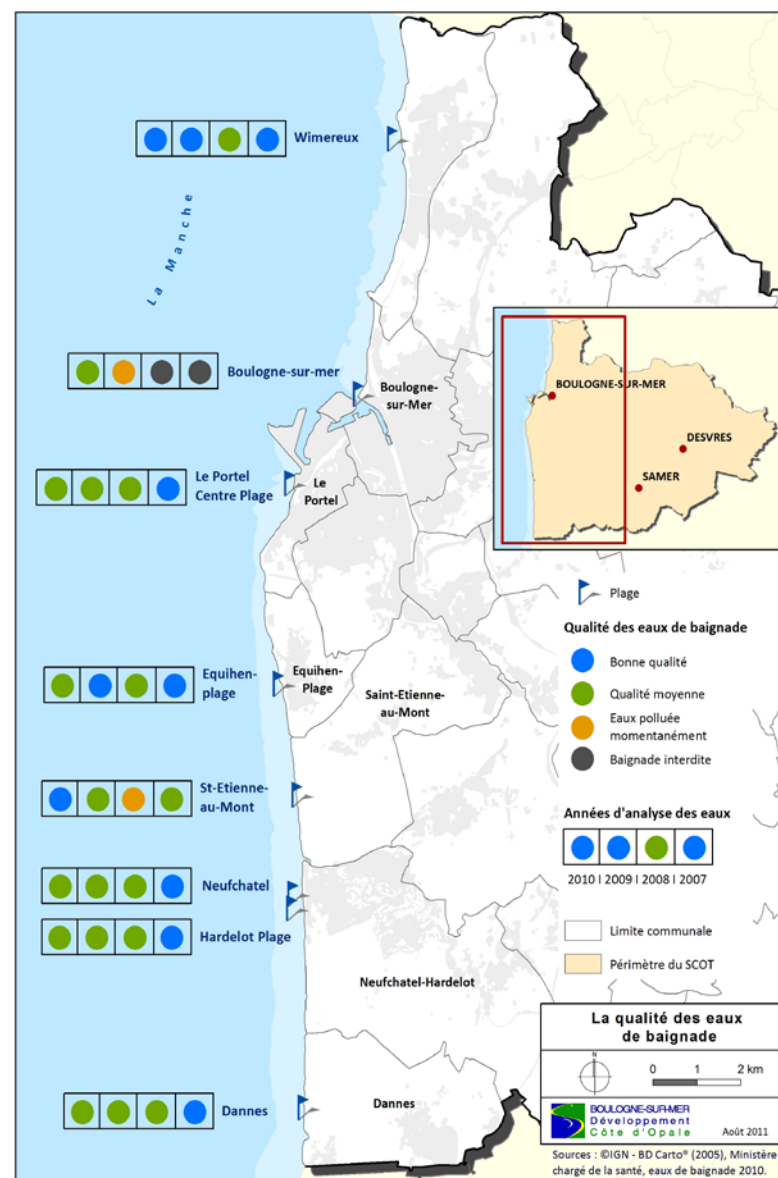 Wimereux
La Manche
Boulogne-sur-mer
Boulogne-
sur-Mer
Le Portel
Centre Plage
Le
Portel
BOULOGNE-SUR-MER
DESVRES
SAMER
Equihen-
plage
Equihen-
Plage
Saint-Etienne-
au-Mont
St-Etienne-
au-Mont
Neufchatel
Hardelot Plage
Neufchatel-Hardelot
Dannes
Dannes
Plage
Qualité des eaux de baignade
Bonne qualité
Qualité moyenne
Eaux polluée
momentanément
Baignade interdite
Années d'analyse des eaux
2010 I 2009 I 2008 I 2007
Limite communale
Périmètre du SCOT
La qualité des eaux
de baignade
N
0 1 2 km
BOULOGNE-SUR-MER
Développement
Côte d'Opale
Août 2011
Sources : ©IGN - BD Carto® (2005), Ministère
chargé de la santé, eaux de baignade 2010.